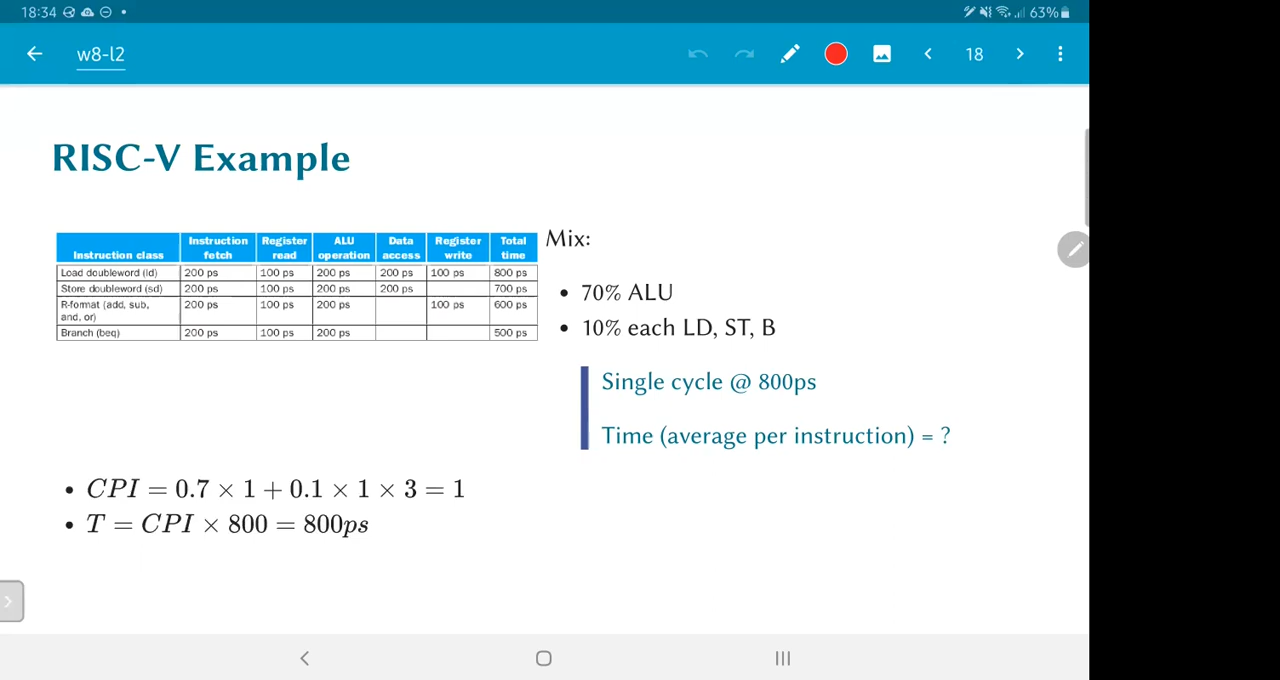 18:34 63%
w8-l2 18
RISC-V Example
Instruction class Instruction fetch Register read ALU operation Data access Register write Total time
Load doubleword (ld) 200 ps 100 ps 200 ps 200 ps 100 ps 800 ps
Store doubleword (sd) 200 ps 100 ps 200 ps 200 ps 700 ps
R-format (add, sub, and, or) 200 ps 100 ps 200 ps 100 ps 600 ps
Branch (beq) 200 ps 100 ps 200 ps 500 ps
Mix:
• 70% ALU
• 10% each LD, ST, B
Single cycle @ 800ps
Time (average per instruction) = ?
• CPI = 0.7 × 1 + 0.1 × 1 × 3 = 1
• T = CPI × 800 = 800ps